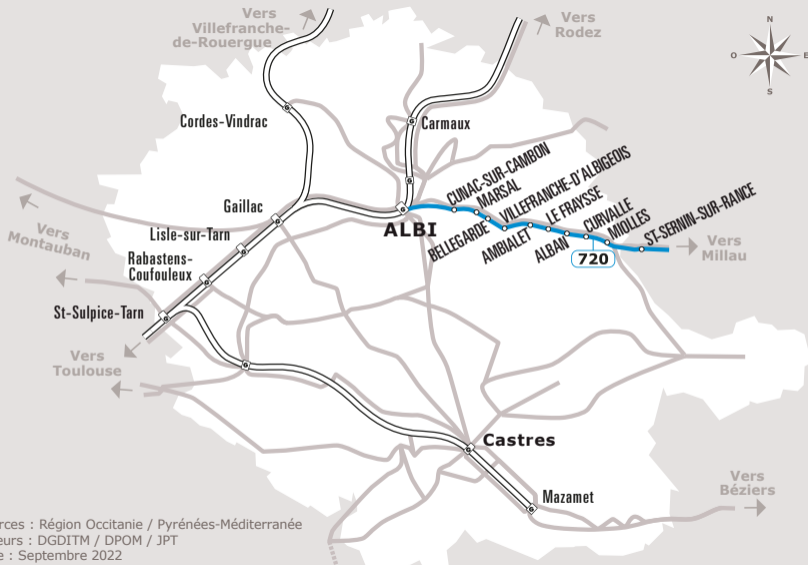 Vers
Villefranche-
de-Rouergue
Vers
Rodez
N
O
E
S
Cordes-Vindrac
Carmaux
Gaillac
Lisle-sur-Tarn
Rabastens-
Coufouleux
St-Sulpice-Tarn
Vers
Montauban
Vers
Toulouse
ALBI
CUNAC-SUR-CAMBON
MARSAL
BELLEGARDE
VILLEFRANCHE-D'ALBIGEOIS
AMBIALET
LE FRAYSSE
ALBAN
CURVALLE
MIOLLES
ST-SERNIN-SUR-RANCE
720
Vers
Millau
Castres
Mazamet
Vers
Béziers
rces : Région Occitanie / Pyrénées-Méditerranée
eurs : DGDITM / DPOM / JPT
e : Septembre 2022